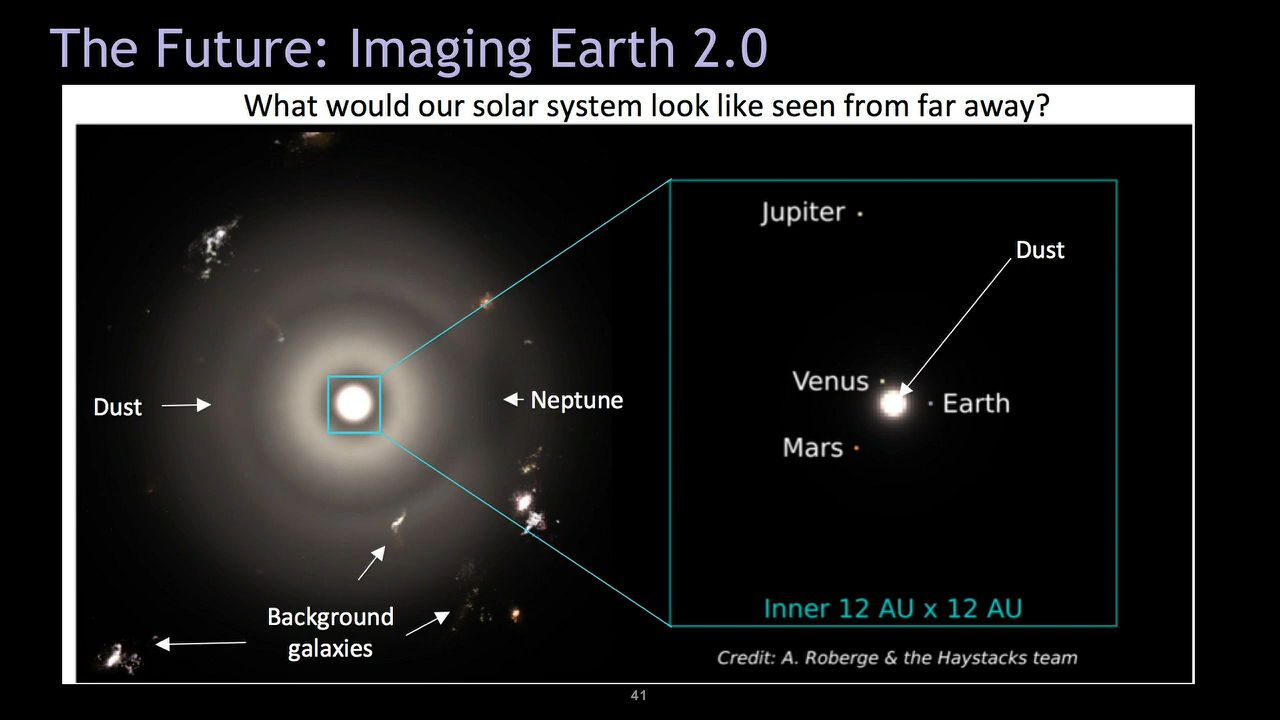 The Future: Imaging Earth 2.0
What would our solar system look like seen from far away?
Jupiter
Dust
Venus
Earth
Mars
Dust
Neptune
Background
galaxies
Inner 12 AU x 12 AU
Credit: A. Roberge & the Haystacks team
41